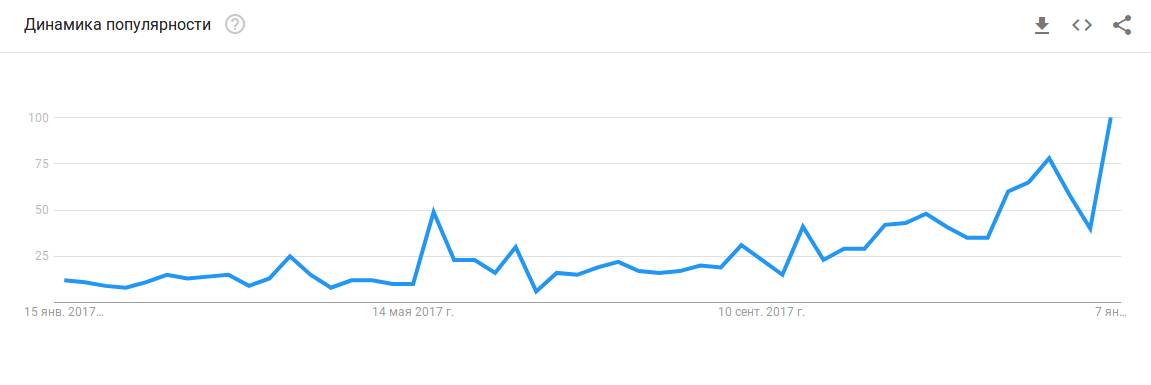 Динамика популярности
100
75
50
25
15 янв. 2017…
14 мая 2017 г.
10 сент. 2017 г.
7 ян…